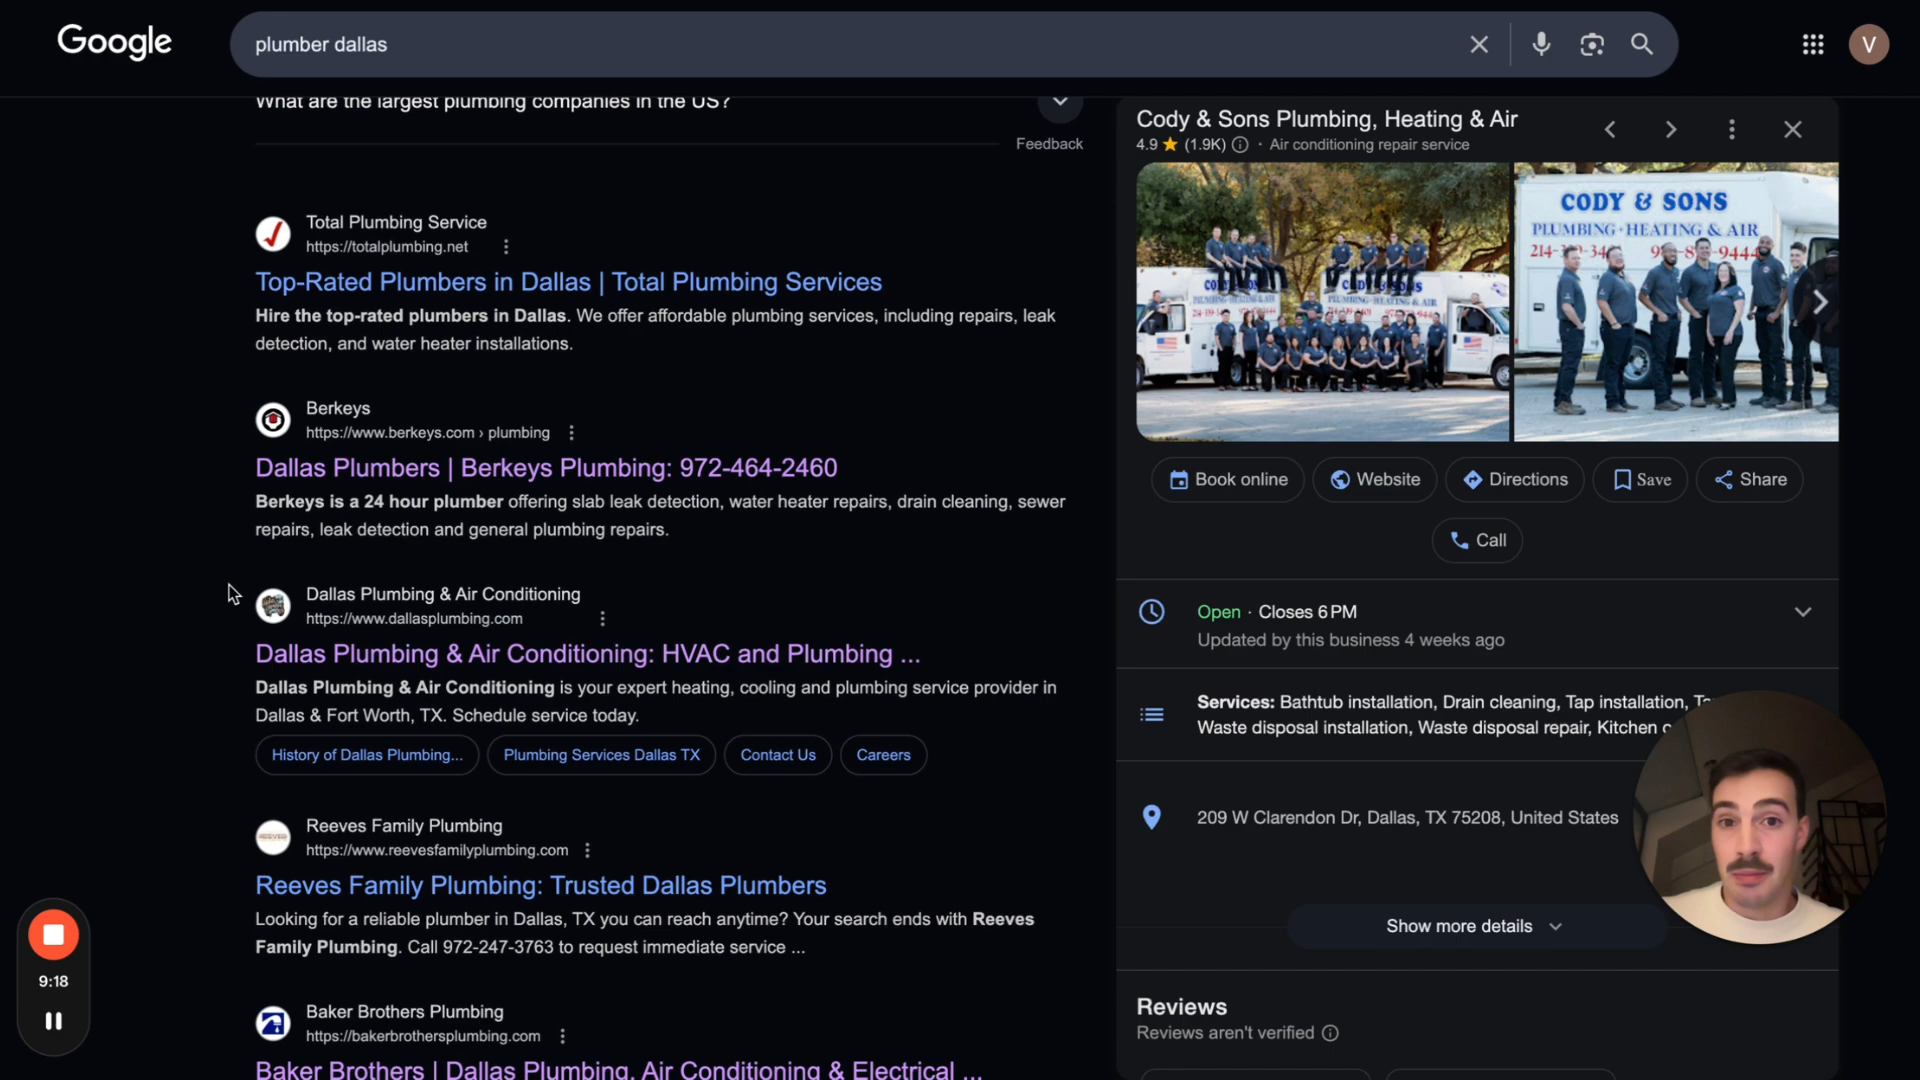 Google
plumber dallas
V
What are the largest plumbing companies in the US?
Feedback
Total Plumbing Service
https://totalplumbing.net
Top-Rated Plumbers in Dallas | Total Plumbing Services
Hire the top-rated plumbers in Dallas. We offer affordable plumbing services, including repairs, leak
detection, and water heater installations.
Berkeys
https://www.berkeys.com › plumbing
Dallas Plumbers | Berkeys Plumbing: 972-464-2460
Berkeys is a 24 hour plumber offering slab leak detection, water heater repairs, drain cleaning, sewer
repairs, leak detection and general plumbing repairs.
Dallas Plumbing & Air Conditioning
https://www.dallasplumbing.com
Dallas Plumbing & Air Conditioning: HVAC and Plumbing ...
Dallas Plumbing & Air Conditioning is your expert heating, cooling and plumbing service provider in
Dallas & Fort Worth, TX. Schedule service today.
History of Dallas Plumbing...
Plumbing Services Dallas TX
Contact Us
Careers
Reeves Family Plumbing
https://www.reevesfamilyplumbing.com
Reeves Family Plumbing: Trusted Dallas Plumbers
Looking for a reliable plumber in Dallas, TX you can reach anytime? Your search ends with Reeves
Family Plumbing. Call 972-247-3763 to request immediate service ...
Baker Brothers Plumbing
https://bakerbrothersplumbing.com
Baker Brothers | Dallas Plumbing, Air Conditioning & Electrical ...
Cody & Sons Plumbing, Heating & Air
4.9 (1.9K) · Air conditioning repair service
CODY & SONS
PLUMBING·HEATING & AIR
Book online
Website
Directions
Save
Share
Call
Open · Closes 6 PM
Updated by this business 4 weeks ago
Services: Bathtub installation, Drain cleaning, Tap installation,
Waste disposal installation, Waste disposal repair, Kitchen
209 W Clarendon Dr, Dallas, TX 75208, United States
Show more details
Reviews
Reviews aren't verified
9:18